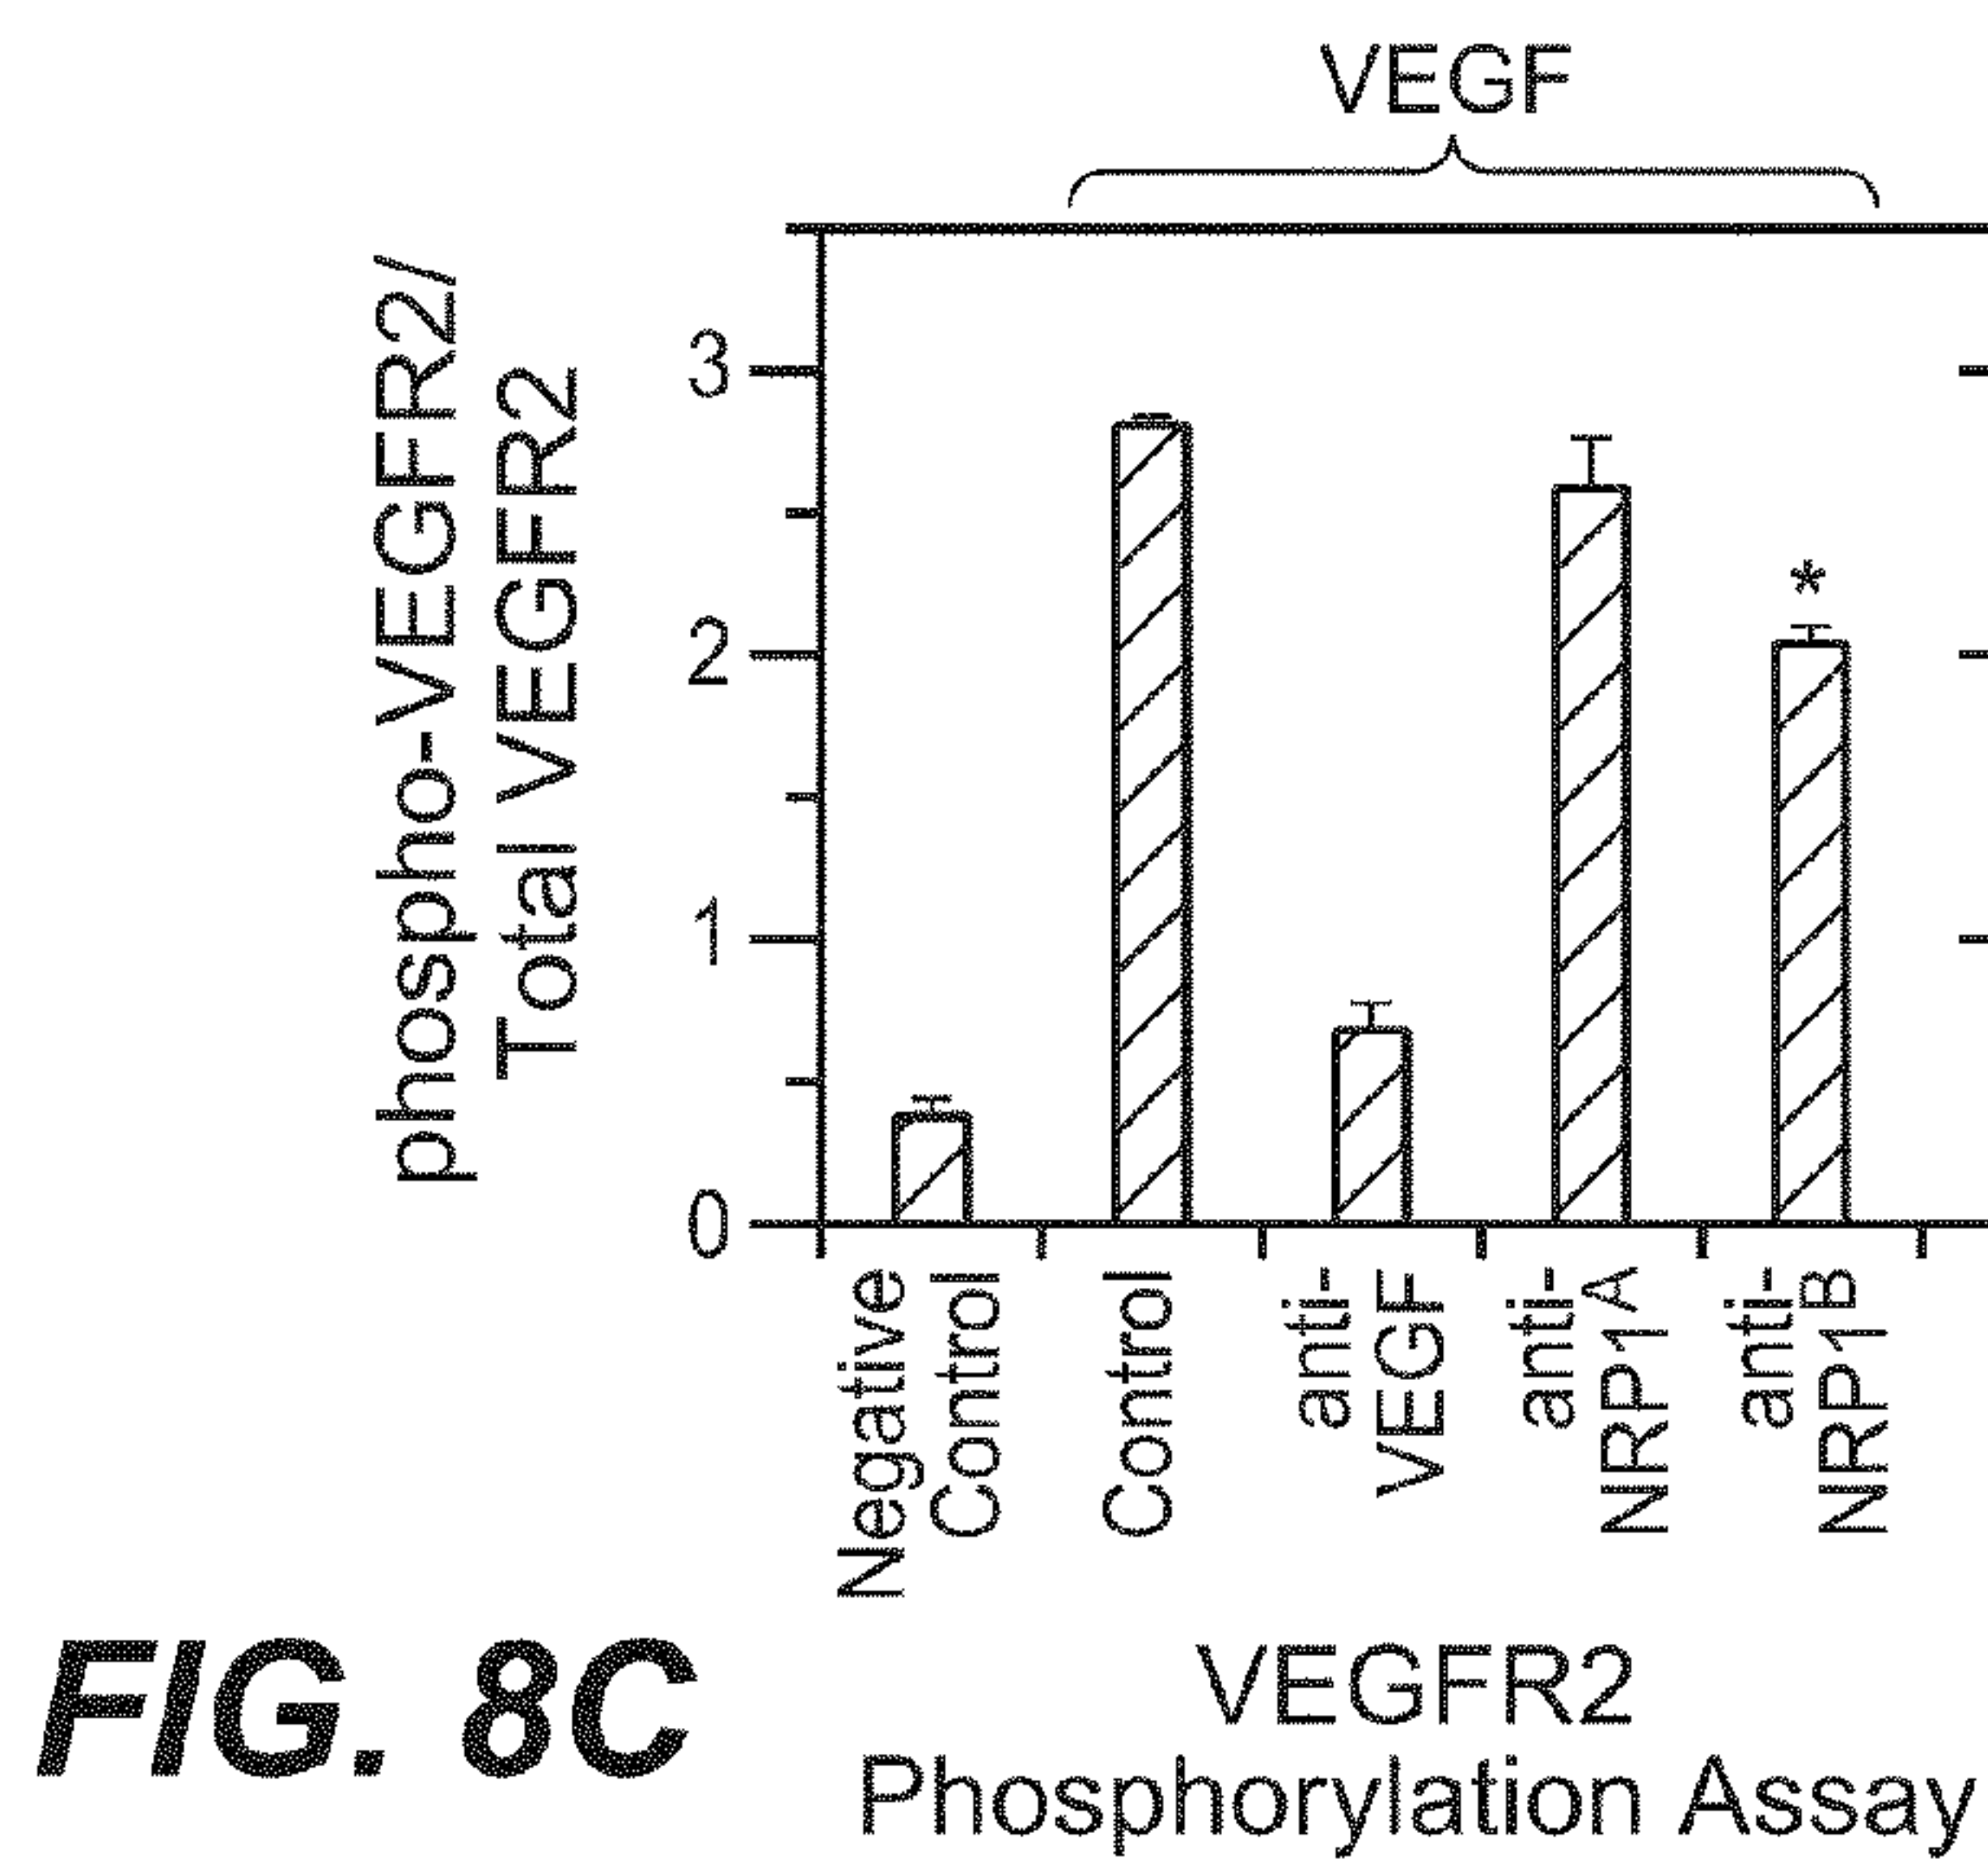 VEGF
phospho-VEGFR2/
Total VEGFR2
3
2
1
0
*
Negative
Control
Control
anti-
VEGF
anti-
NRP1A
anti-
NRP1B
FIG. 8C
VEGFR2
Phosphorylation Assay